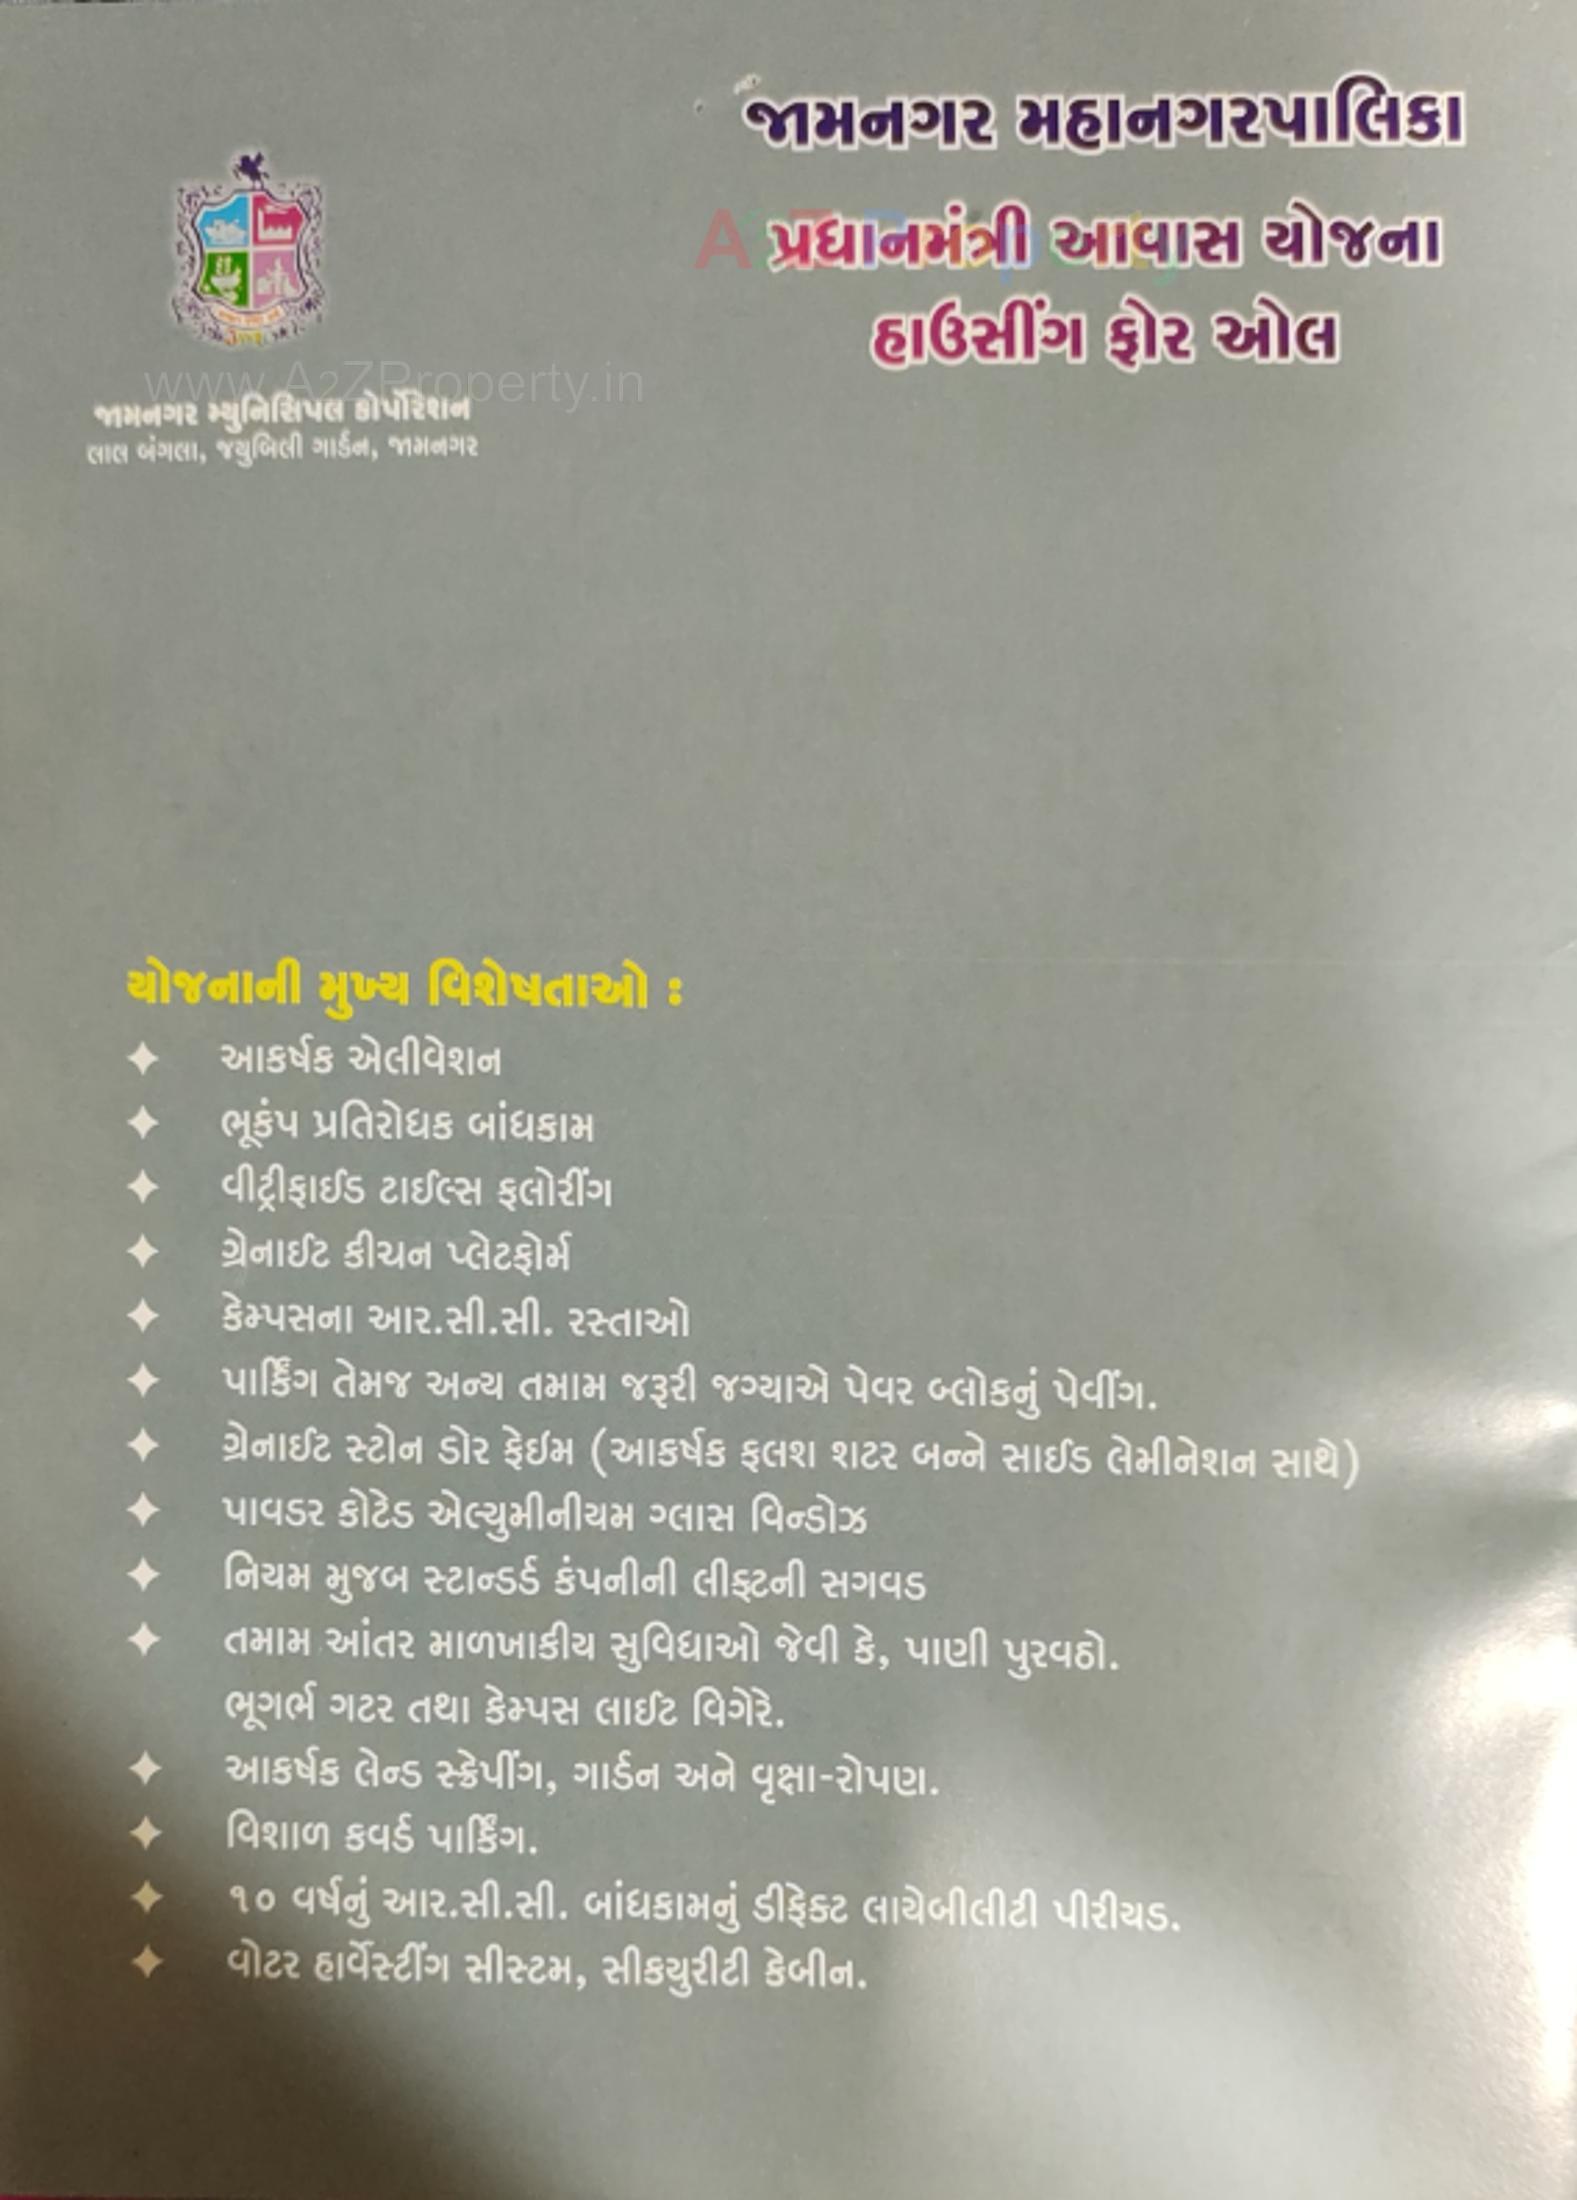 જામનગર મહાનગરપાલિકા
પ્રધાનમંત્રી આવાસ યોજના
હાઉસીંગ ફોર ઓલ
A2Z Property
www.A2ZProperty.in
જામનગર મ્યુનિસિપલ કોર્પોરેશન
લાલ બંગલા, જયુબિલી ગાર્ડન, જામનગર
યોજનાની મુખ્ય વિશેષતાઓ :
✦ આકર્ષક એલીવેશન
✦ ભૂકંપ પ્રતિરોધક બાંધકામ
✦ વીટ્રીફાઈડ ટાઈલ્સ ફલોરીંગ
✦ ગ્રેનાઈટ કીચન પ્લેટફોર્મ
✦ કેમ્પસના આર.સી.સી. રસ્તાઓ
✦ પાર્કિંગ તેમજ અન્ય તમામ જરૂરી જગ્યાએ પેવર બ્લોકનું પેવીંગ.
✦ ગ્રેનાઈટ સ્ટોન ડોર ફ્રેઈમ (આકર્ષક ફલશ શટર બન્ને સાઈડ લેમીનેશન સાથે)
✦ પાવડર કોટેડ એલ્યુમીનીયમ ગ્લાસ વિન્ડોઝ
✦ નિયમ મુજબ સ્ટાન્ડર્ડ કંપનીની લીફ્ટની સગવડ
✦ તમામ આંતર માળખાકીય સુવિધાઓ જેવી કે, પાણી પુરવઠો.
ભૂગર્ભ ગટર તથા કેમ્પસ લાઈટ વિગેરે.
✦ આકર્ષક લેન્ડ સ્ક્રેપીંગ, ગાર્ડન અને વૃક્ષા-રોપણ.
✦ વિશાળ કવર્ડ પાર્કિંગ.
✦ ૧૦ વર્ષનું આર.સી.સી. બાંધકામનું ડીફેક્ટ લાયેબીલીટી પીરીયડ.
✦ વોટર હાર્વેસ્ટીંગ સીસ્ટમ, સીકયુરીટી કેબીન.